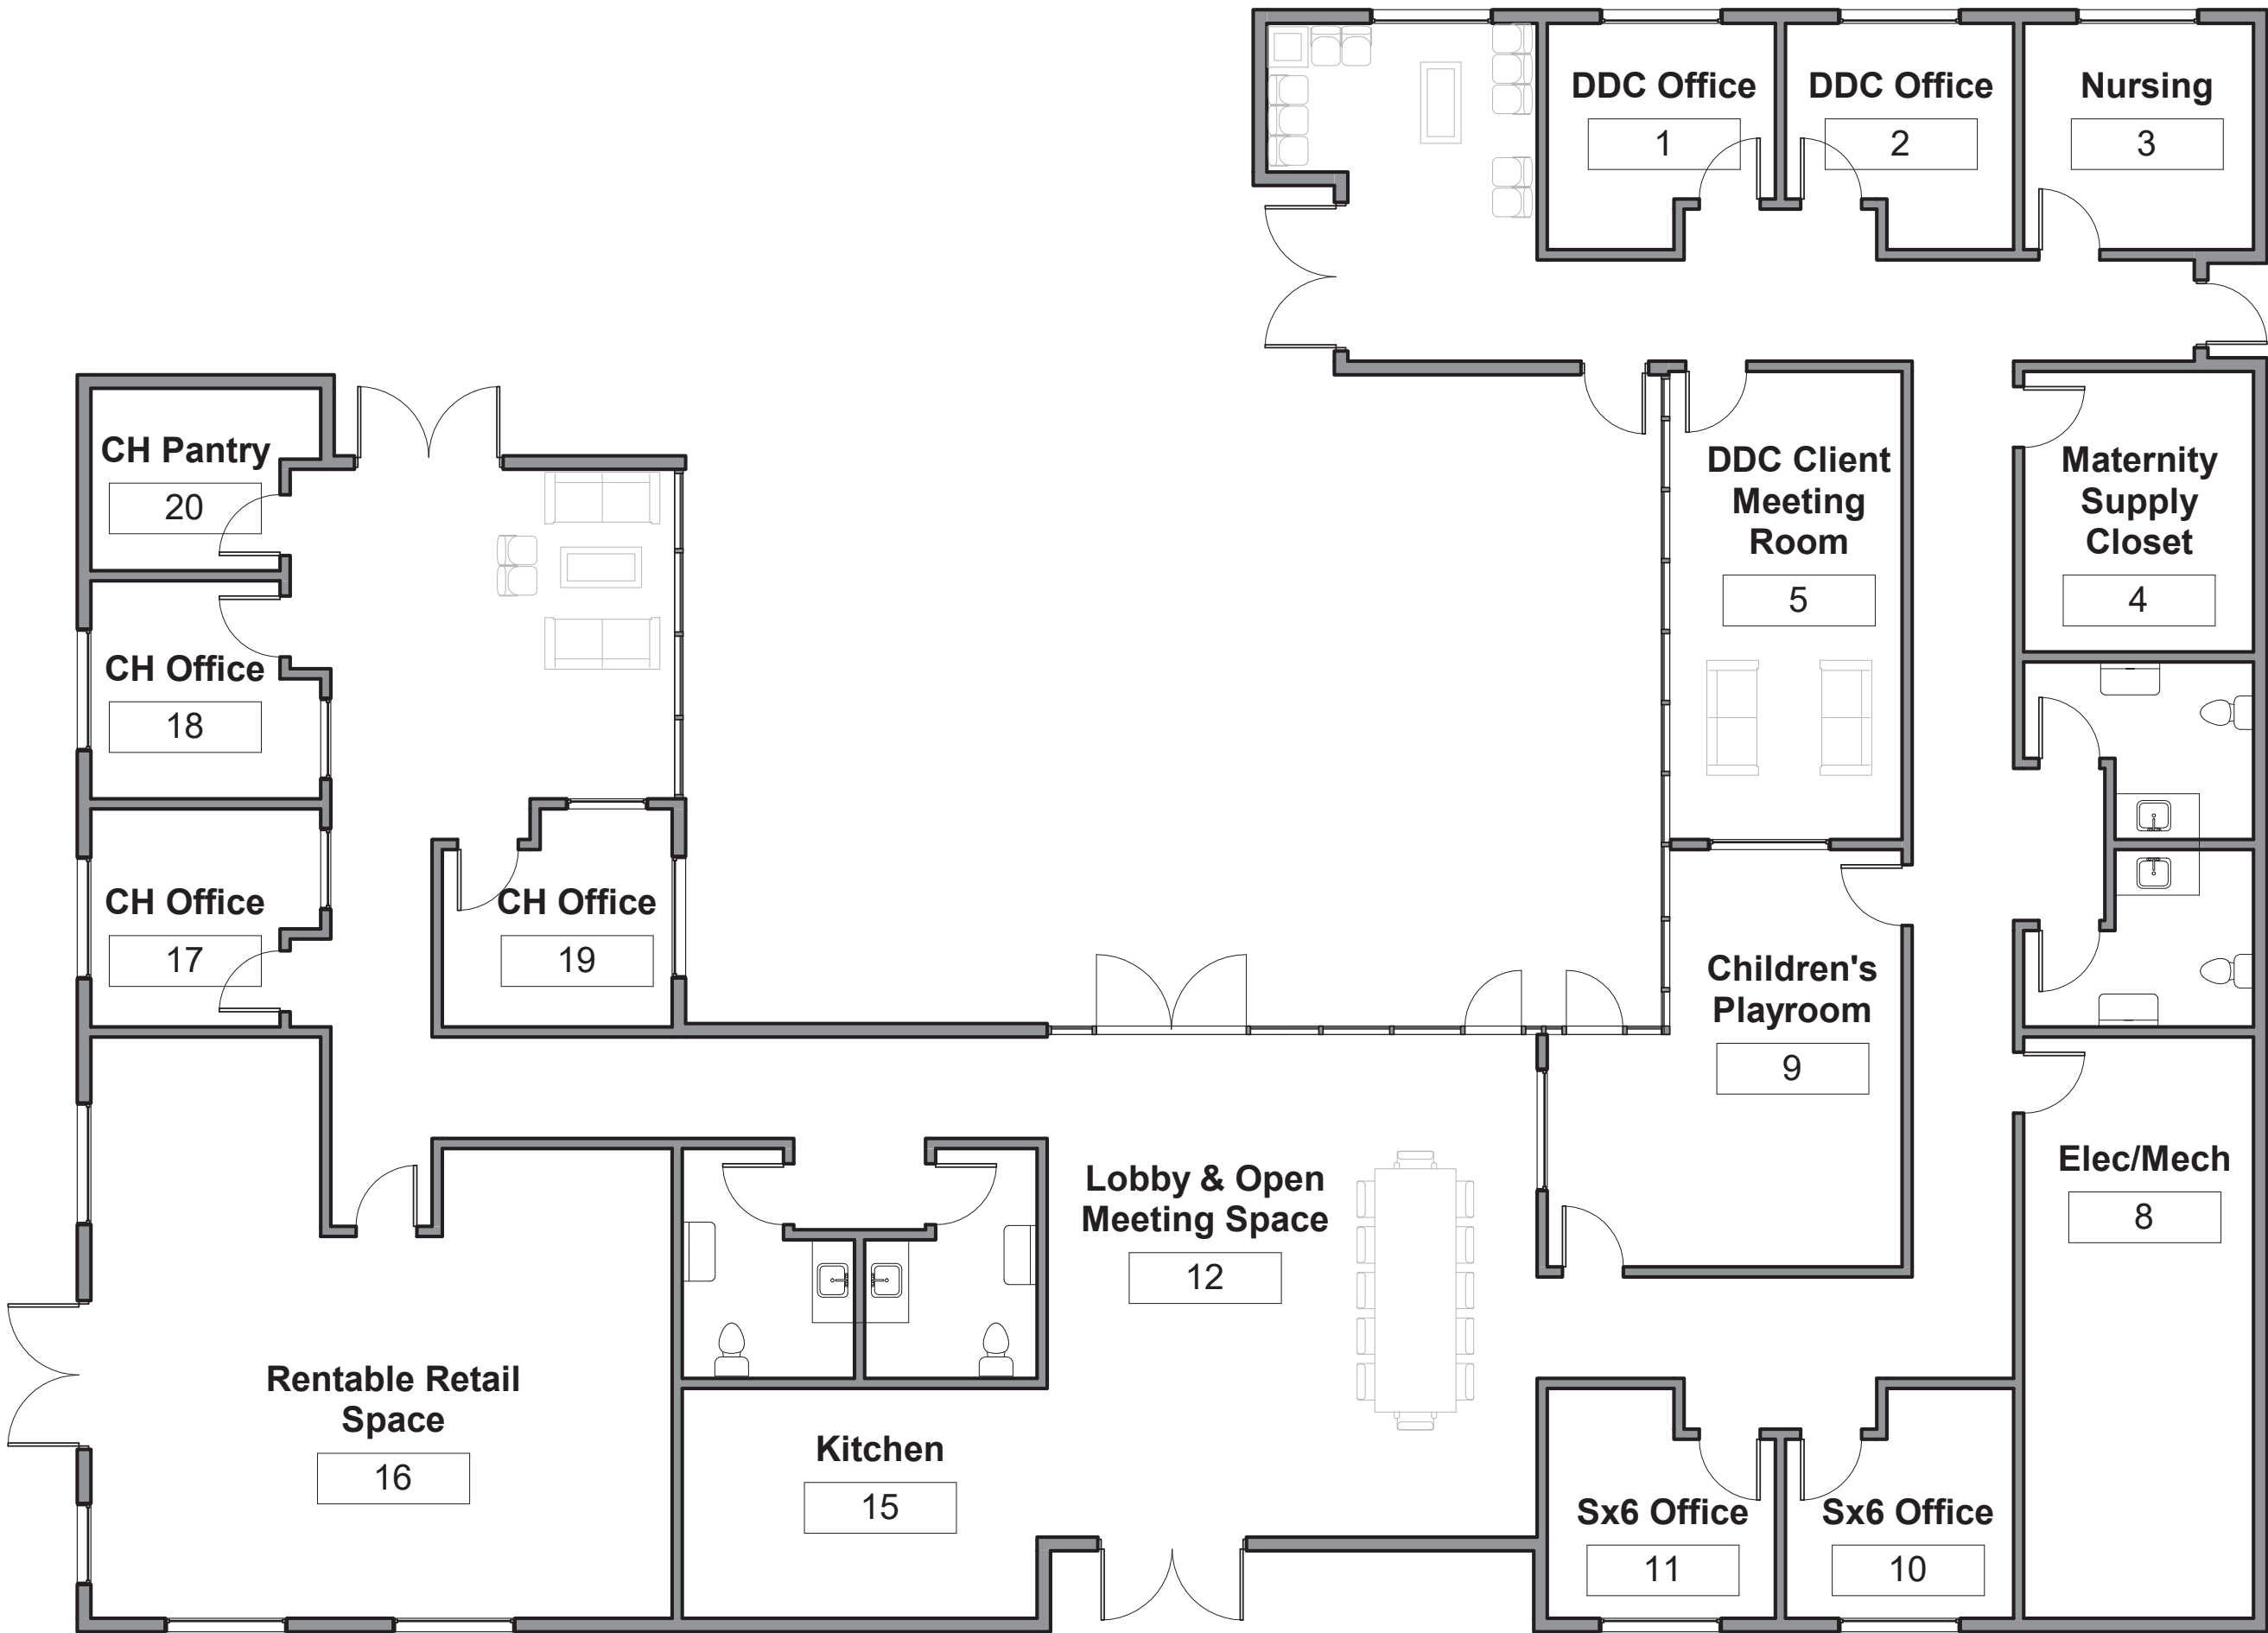 DDC Office
1
DDC Office
2
Nursing
3
CH Pantry
20
DDC Client
Meeting
Room
5
Maternity
Supply
Closet
4
CH Office
18
CH Office
17
CH Office
19
Children's
Playroom
9
Elec/Mech
8
Lobby & Open
Meeting Space
12
Rentable Retail
Space
16
Kitchen
15
Sx6 Office
11
Sx6 Office
10